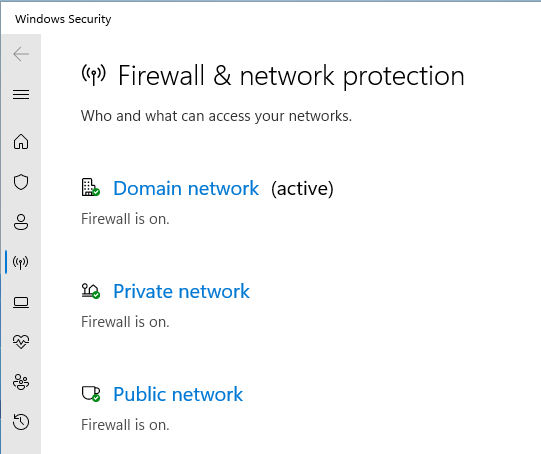 Windows Security
Firewall & network protection
Who and what can access your networks.
Domain network (active)
Firewall is on.
Private network
Firewall is on.
Public network
Firewall is on.